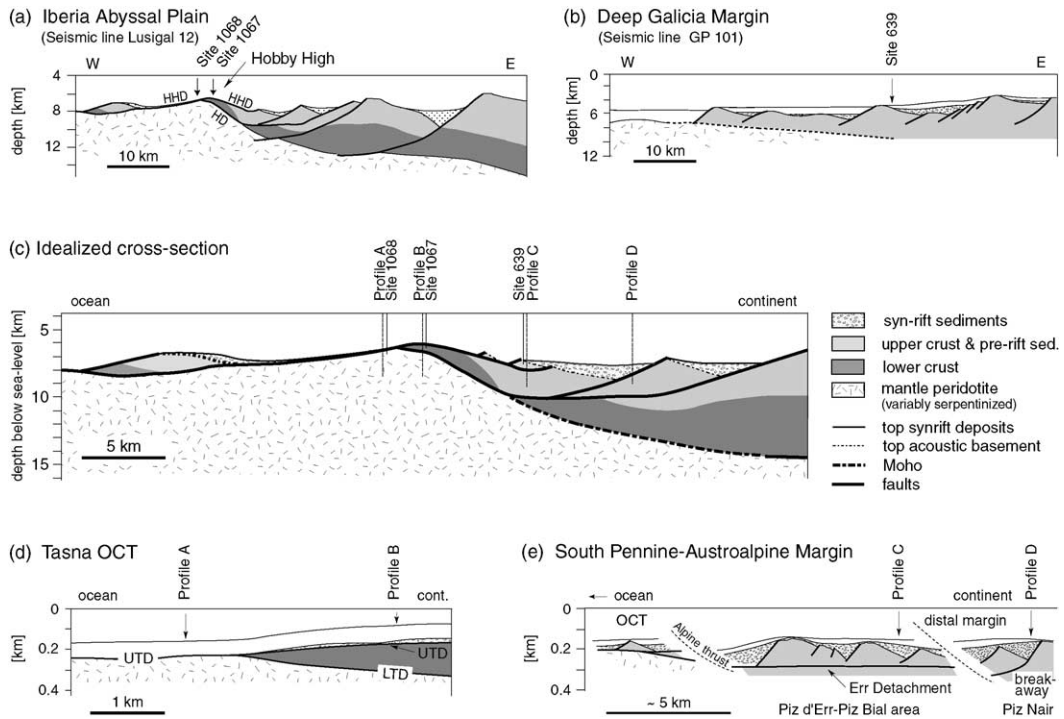 (a) Iberia Abyssal Plain
(Seismic line Lusigal 12)
Site 1068
Site 1067
Hobby High
W
E
4
8
12
depth [km]
HHD
HHD
HD
10 km
(b) Deep Galicia Margin
(Seismic line GP 101)
Site 639
W
E
0
6
12
depth [km]
10 km
(c) Idealized cross-section
Profile A
Site 1068
Profile B
Site 1067
Site 639
Profile C
Profile D
ocean
continent
5
10
15
depth below sea-level [km]
5 km
syn-rift sediments
upper crust & pre-rift sed.
lower crust
mantle peridotite
(variably serpentinized)
top synrift deposits
top acoustic basement
Moho
faults
(d) Tasna OCT
Profile A
Profile B
ocean
cont.
0
0.2
0.4
[km]
UTD
UTD
LTD
1 km
(e) South Pennine-Austroalpine Margin
Profile C
Profile D
ocean
continent
0
0.2
0.4
[km]
OCT
Alpine thrust
distal margin
Err Detachment
break-
away
~ 5 km
Piz d'Err-Piz Bial area
Piz Nair